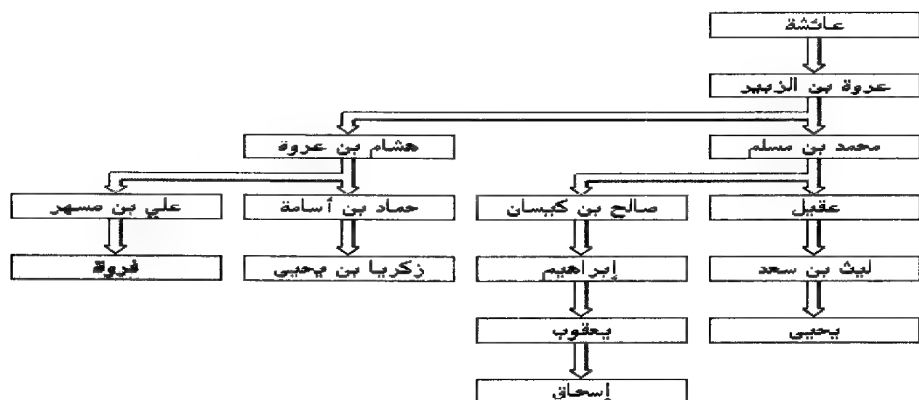 عائشة
عروة بن الزبير
محمد بن مسلم
هشام بن عروة
عقيل
صالح بن كيسان
حماد بن أسامة
علي بن مسهر
ليث بن سعد
إبراهيم
زكريا بن يحيى
فروة
يحيى
يعقوب
إسحاق